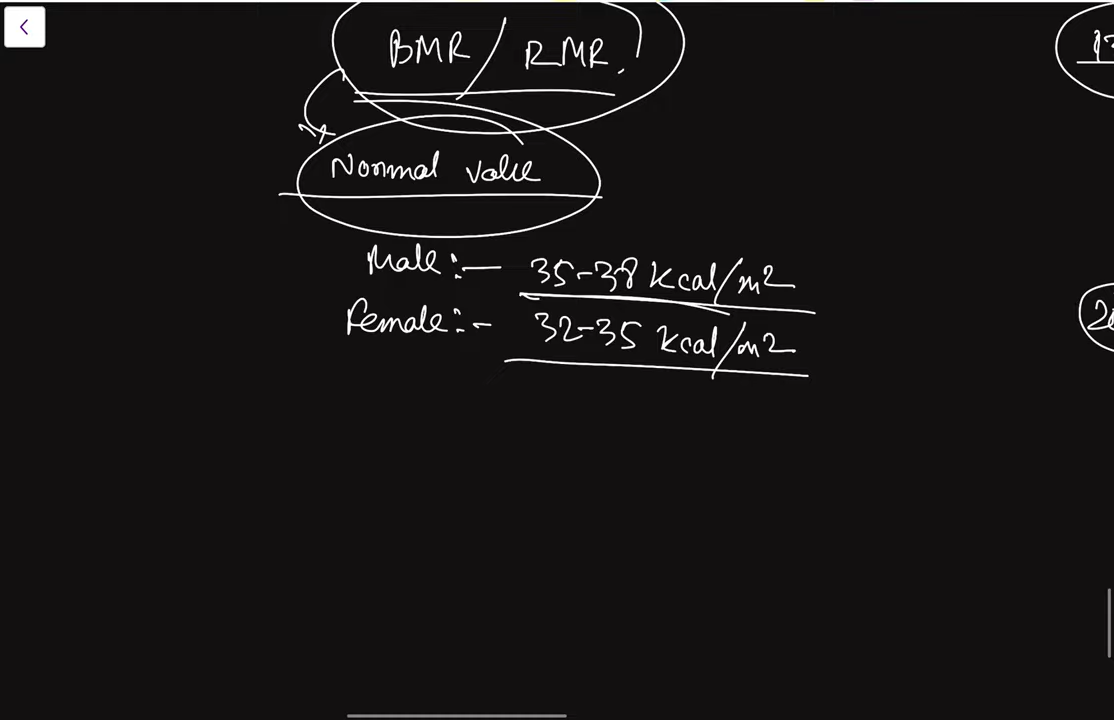 BMR / RMR.
Normal value
Male:- 35-38 Kcal/m2
Female:- 32-35 Kcal/m2